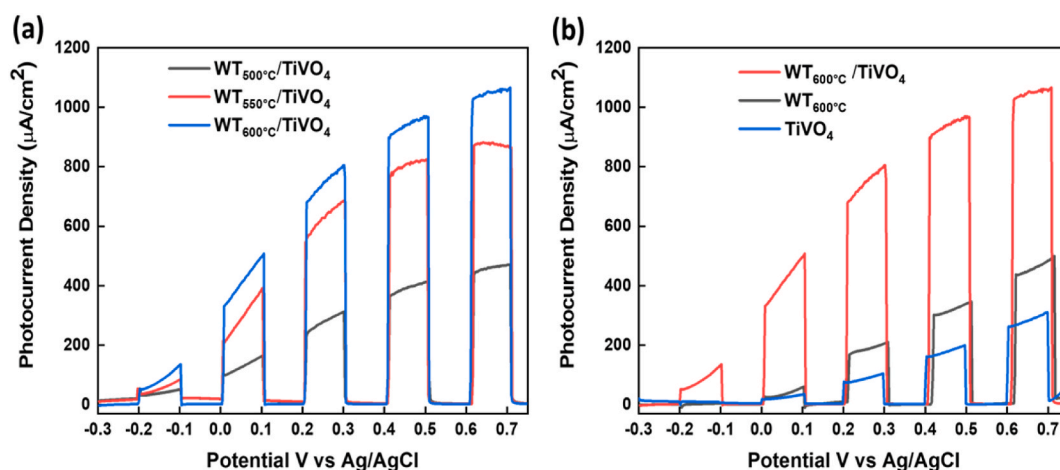 (a)
WT500°C/TiVO4
WT550°C/TiVO4
WT600°C/TiVO4
Photocurrent Density (μA/cm²)
1200
1000
800
600
400
200
0
-0.3 -0.2 -0.1 0.0 0.1 0.2 0.3 0.4 0.5 0.6 0.7
Potential V vs Ag/AgCl
(b)
WT600°C /TiVO4
WT600°C
TiVO4
Photocurrent Density (μA/cm²)
1200
1000
800
600
400
200
0
-0.3 -0.2 -0.1 0.0 0.1 0.2 0.3 0.4 0.5 0.6 0.7
Potential V vs Ag/AgCl